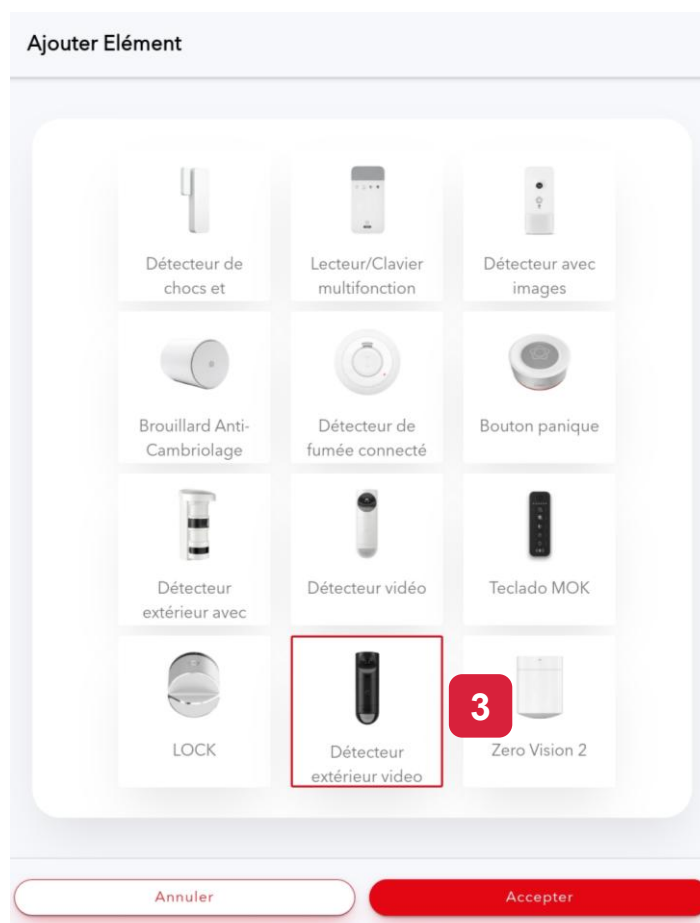 Ajouter Elément
Détecteur de
chocs et
Lecteur/Clavier
multifonction
Détecteur avec
images
Brouillard Anti-
Cambriolage
Détecteur de
fumée connecté
Bouton panique
Détecteur
extérieur avec
Détecteur vidéo
Teclado MOK
LOCK
Détecteur
extérieur video
3
Zero Vision 2
Annuler
Accepter